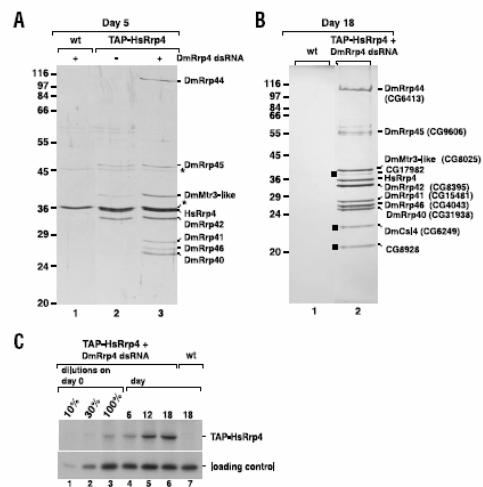 A
Day 5
wt TAP-HsRrp4
+ - + DmRrp4 dsRNA
116
97
84
66
45
36
29
24
20
DmRrp44
DmRrp45
*
DmMtr3-like
*
HsRrp4
DmRrp42
DmRrp41
DmRrp46
DmRrp40
1 2 3
B
Day 18
TAP-HsRrp4 +
wt DmRrp4 dsRNA
116
97
84
66
55
45
36
29
24
20
DmRrp44
(CG6413)
DmRrp45 (CG9606)
DmMtr3-like (CG8025)
CG17982
HsRrp4
DmRrp42 (CG8395)
DmRrp41 (CG15481)
DmRrp46 (CG4043)
DmRrp40 (CG31938)
DmCsl4 (CG6249)
CG8928
1 2
C
TAP-HsRrp4 +
DmRrp4 dsRNA wt
dilutions on
day 0 day
10% 30% 100% 6 12 18 18
TAP-HsRrp4
loading control
1 2 3 4 5 6 7